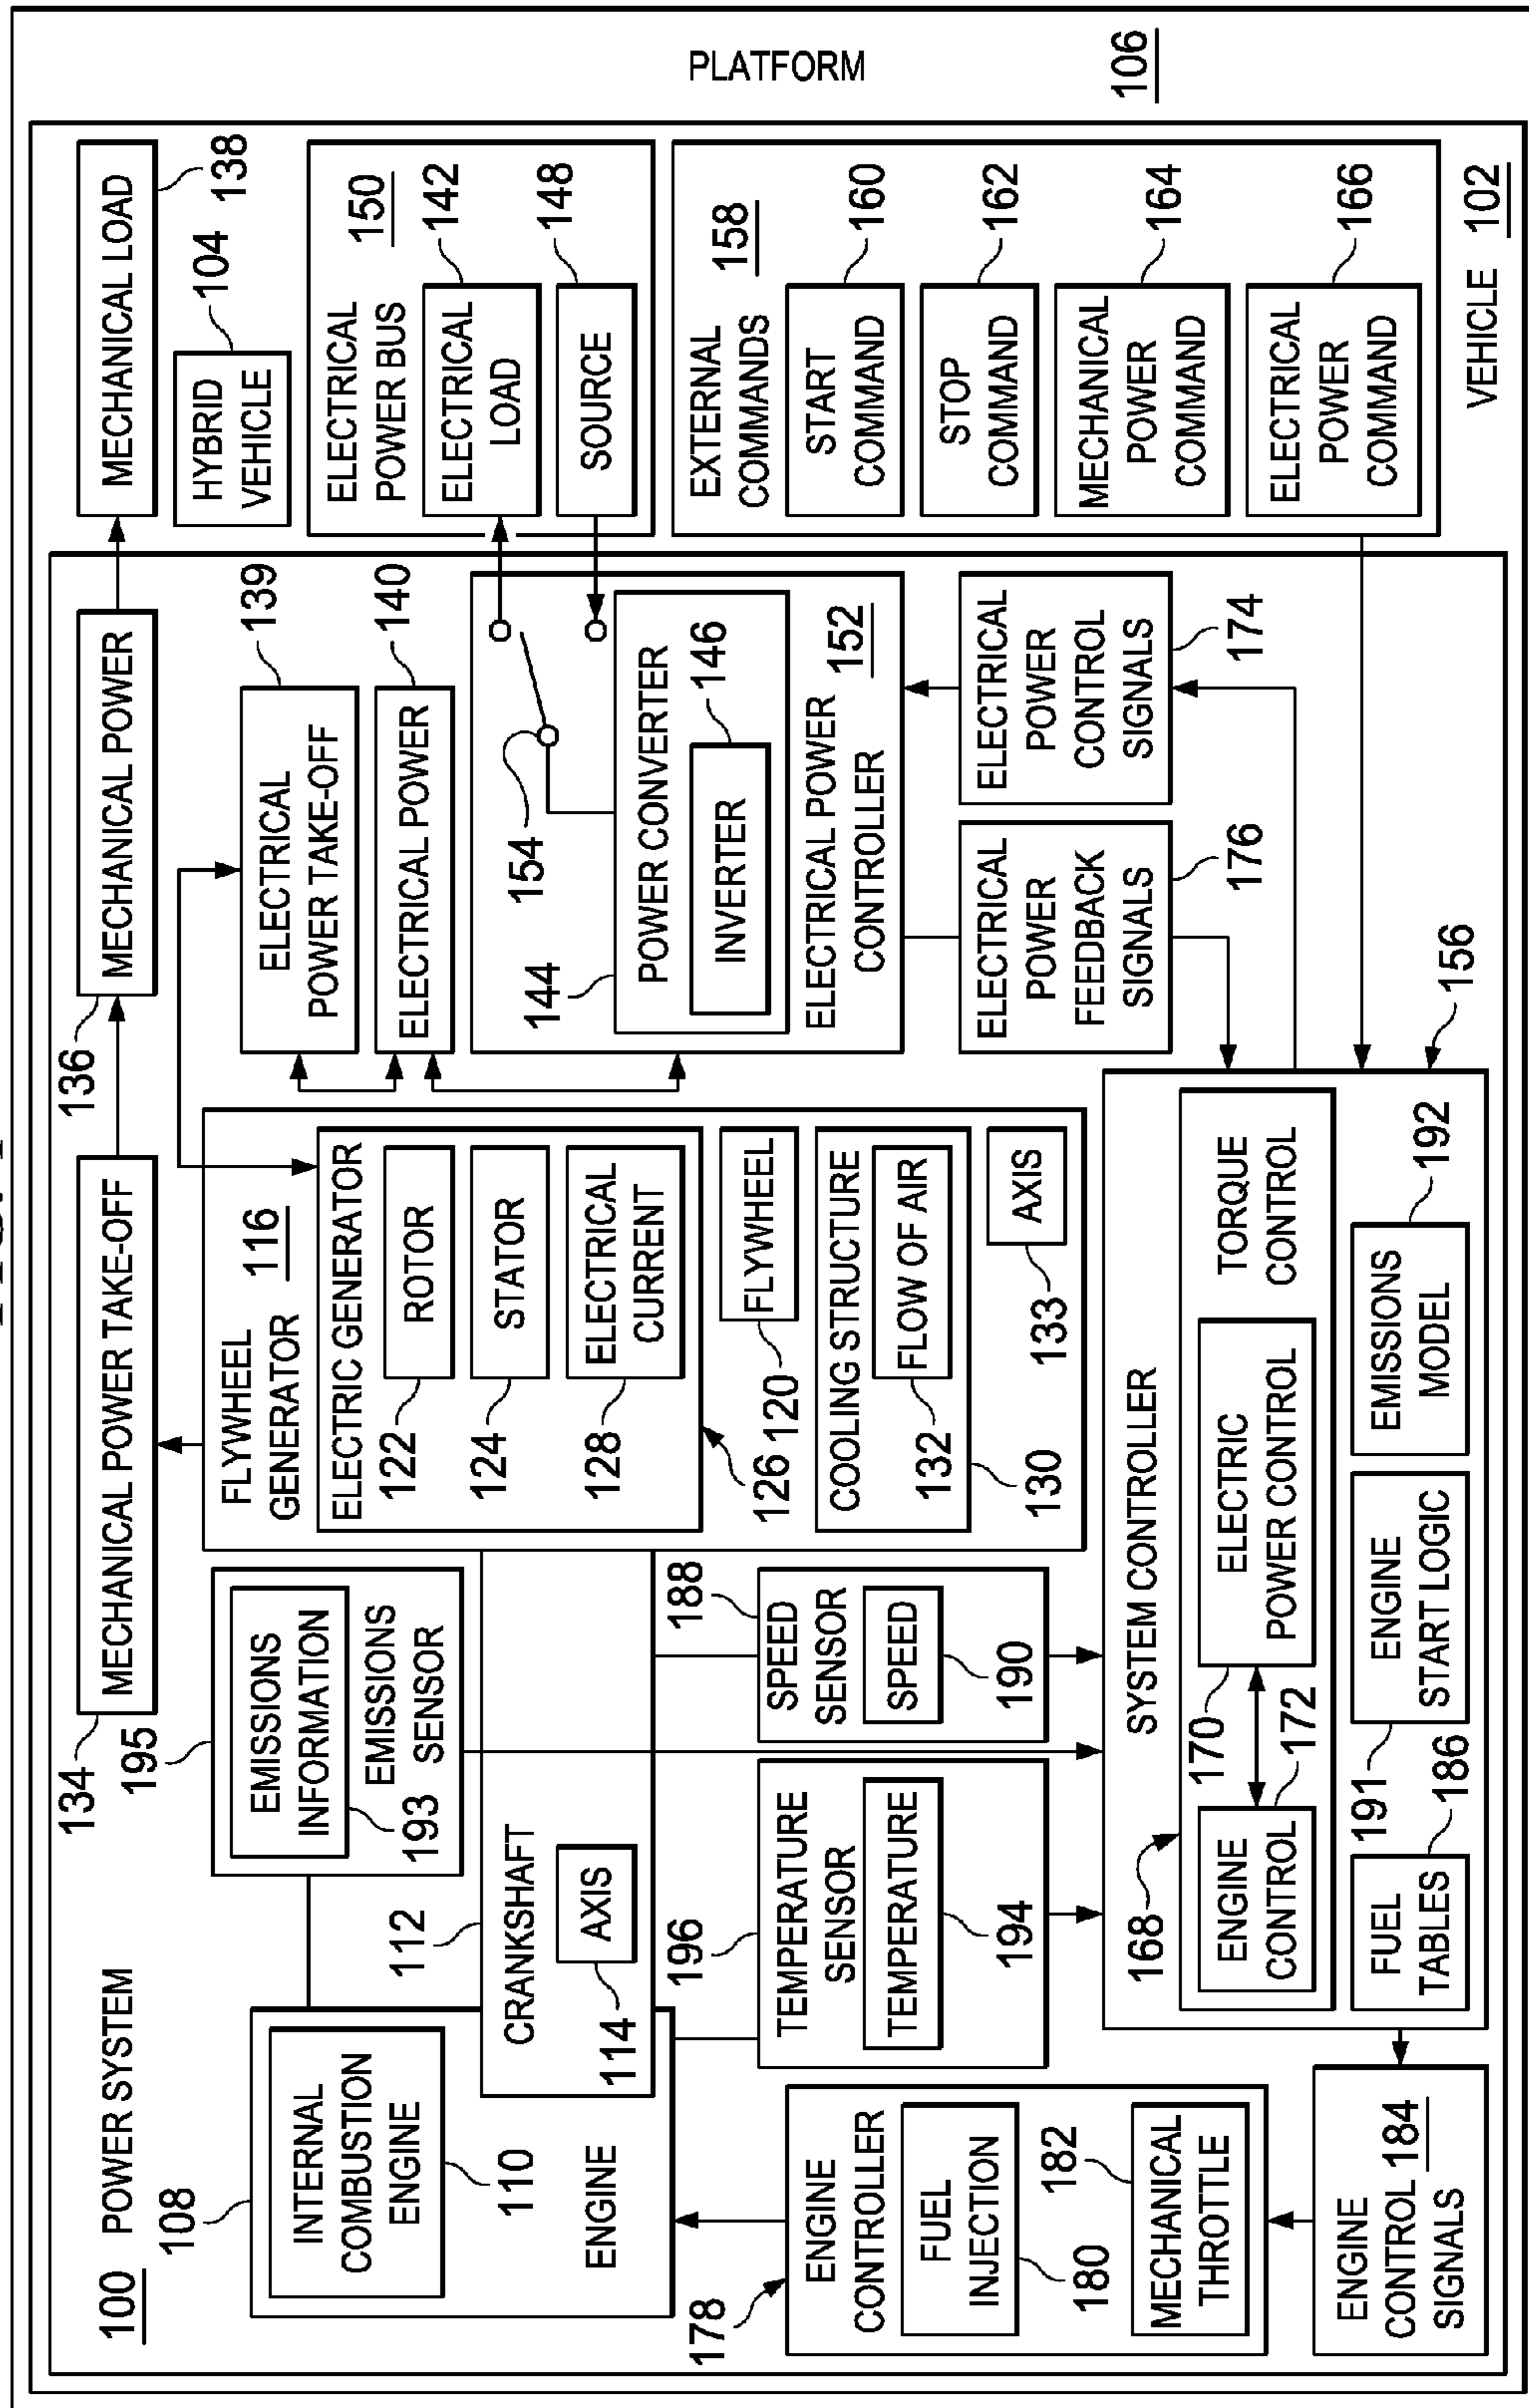 100
POWER SYSTEM
108
INTERNAL
COMBUSTION
ENGINE
110
ENGINE
CRANKSHAFT
112
AXIS
114
195
EMISSIONS
INFORMATION
193
EMISSIONS
SENSOR
134
MECHANICAL POWER TAKE-OFF
136
MECHANICAL POWER
MECHANICAL LOAD
138
HYBRID
VEHICLE
104
FLYWHEEL
GENERATOR
116
ELECTRIC GENERATOR
ROTOR
122
STATOR
124
ELECTRICAL
CURRENT
128
126
FLYWHEEL
120
COOLING STRUCTURE
FLOW OF AIR
132
130
AXIS
133
ELECTRICAL
POWER TAKE-OFF
139
ELECTRICAL POWER
140
154
144
POWER CONVERTER
INVERTER
146
ELECTRICAL POWER
CONTROLLER
152
ELECTRICAL
POWER BUS
150
ELECTRICAL
LOAD
142
SOURCE
148
EXTERNAL
COMMANDS
158
START
COMMAND
160
STOP
COMMAND
162
MECHANICAL
POWER
COMMAND
164
ELECTRICAL
POWER
COMMAND
166
ELECTRICAL
POWER
FEEDBACK
SIGNALS
176
ELECTRICAL
POWER
CONTROL
SIGNALS
174
196
TEMPERATURE
SENSOR
TEMPERATURE
194
188
SPEED
SENSOR
SPEED
190
178
ENGINE
CONTROLLER
FUEL
INJECTION
180
182
MECHANICAL
THROTTLE
ENGINE
CONTROL
SIGNALS
184
SYSTEM CONTROLLER
156
168
ENGINE
CONTROL
172
170
ELECTRIC
POWER CONTROL
TORQUE
CONTROL
FUEL
TABLES
186
191
ENGINE
START LOGIC
EMISSIONS
MODEL
192
VEHICLE
102
PLATFORM
106